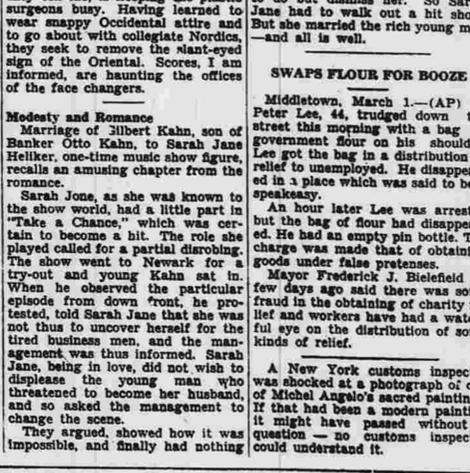 surgeons busy. Having learned to
wear snappy Occidental attire and
to go about with collegiate Nordics,
they seek to remove the slant-eyed
sign of the Oriental. Scores, I am
informed, are haunting the offices
of the face changers.
Modesty and Romance
Marriage of Gilbert Kahn, son of
Banker Otto Kahn, to Sarah Jane
Heliker, one-time music show figure,
recalls an amusing chapter from the
romance.
Sarah Jone, as she was known to
the show world, had a little part in
"Take a Chance," which was cer-
tain to become a hit. The role she
played called for a partial disrobing.
The show went to Newark for a
try-out and young Kahn sat in.
When he observed the particular
episode from down front, he pro-
tested, told Sarah Jane that she was
not thus to uncover herself for the
tired business men, and the man-
agement was thus informed. Sarah
Jane, being in love, did not wish to
displease the young man who
threatened to become her husband,
and so asked the management to
change the scene.
They argued, showed how it was
impossible, and finally had nothing
Jane had to walk out a hit sho
But she married the rich young m
—and all is well.
SWAPS FLOUR FOR BOOZE
Middletown, March 1.—(AP)
Peter Lee, 44, trudged down
street this morning with a bag
government flour on his should
Lee got the bag in a distribution
relief to unemployed. He disappe
ed in a place which was said to b
speakeasy.
An hour later Lee was arres
but the bag of flour had disappea
ed. He had an empty pin bottle. T
charge was made that of obtaini
goods under false pretenses.
Mayor Frederick J. Bielefield
few days ago said there was so
fraud in the obtaining of charity
lief and workers have had a wat
ful eye on the distribution of so
kinds of relief.
A New York customs inspec
was shocked at a photograph of
of Michel Angelo's sacred painti
If that had been a modern painti
it might have passed without
question — no customs inspec
could understand it.